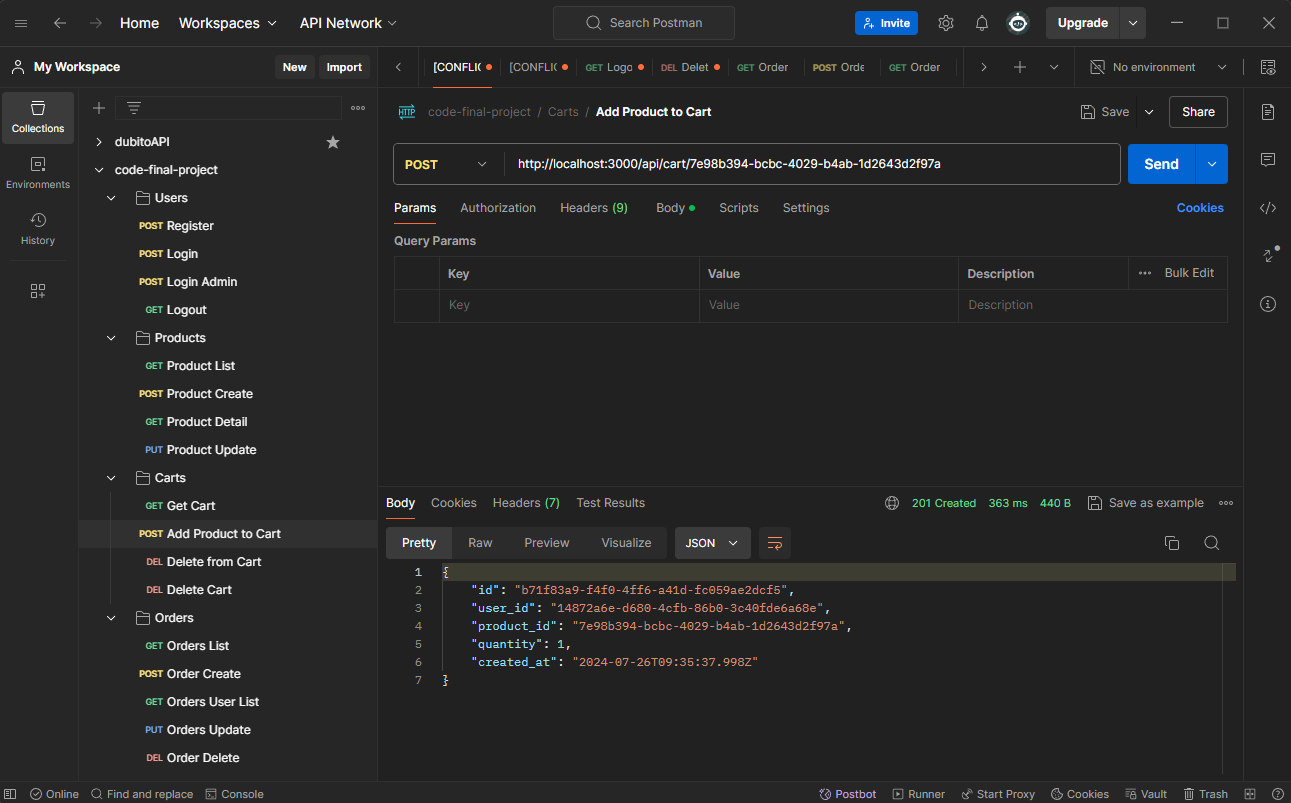 Home Workspaces API Network Search Postman Invite Upgrade
My Workspace New Import [CONFLIC [CONFLIC GET Logo DEL Delet GET Order POST Orde GET Order No environment
Collections
Environments
History
dubitoAPI
code-final-project
Users
POST Register
POST Login
POST Login Admin
GET Logout
Products
GET Product List
POST Product Create
GET Product Detail
PUT Product Update
Carts
GET Get Cart
POST Add Product to Cart
DEL Delete from Cart
DEL Delete Cart
Orders
GET Orders List
POST Order Create
GET Orders User List
PUT Orders Update
DEL Order Delete
HTTP code-final-project / Carts / Add Product to Cart Save Share
POST http://localhost:3000/api/cart/7e98b394-bcbc-4029-b4ab-1d2643d2f97a Send
Params Authorization Headers (9) Body Scripts Settings Cookies
Query Params
Key Value Description Bulk Edit
Key Value Description
Body Cookies Headers (7) Test Results 201 Created 363 ms 440 B Save as example
Pretty Raw Preview Visualize JSON
1 {
2 "id": "b71f83a9-f4f0-4ff6-a41d-fc059ae2dcf5",
3 "user_id": "14872a6e-d680-4cfb-86b0-3c40fde6a68e",
4 "product_id": "7e98b394-bcbc-4029-b4ab-1d2643d2f97a",
5 "quantity": 1,
6 "created_at": "2024-07-26T09:35:37.998Z"
7 }
Online Find and replace Console Postbot Runner Start Proxy Cookies Vault Trash